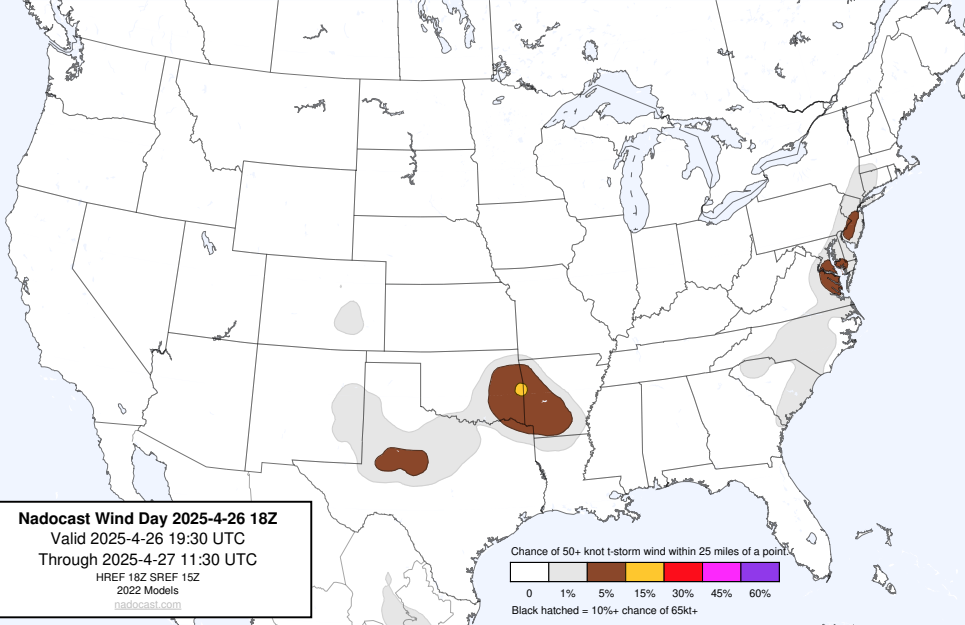 Nadocast Wind Day 2025-4-26 18Z
Valid 2025-4-26 19:30 UTC
Through 2025-4-27 11:30 UTC
HREF 18Z SREF 15Z
2022 Models
nadocast.com
Chance of 50+ knot t-storm wind within 25 miles of a point.
0 1% 5% 15% 30% 45% 60%
Black hatched = 10%+ chance of 65kt+